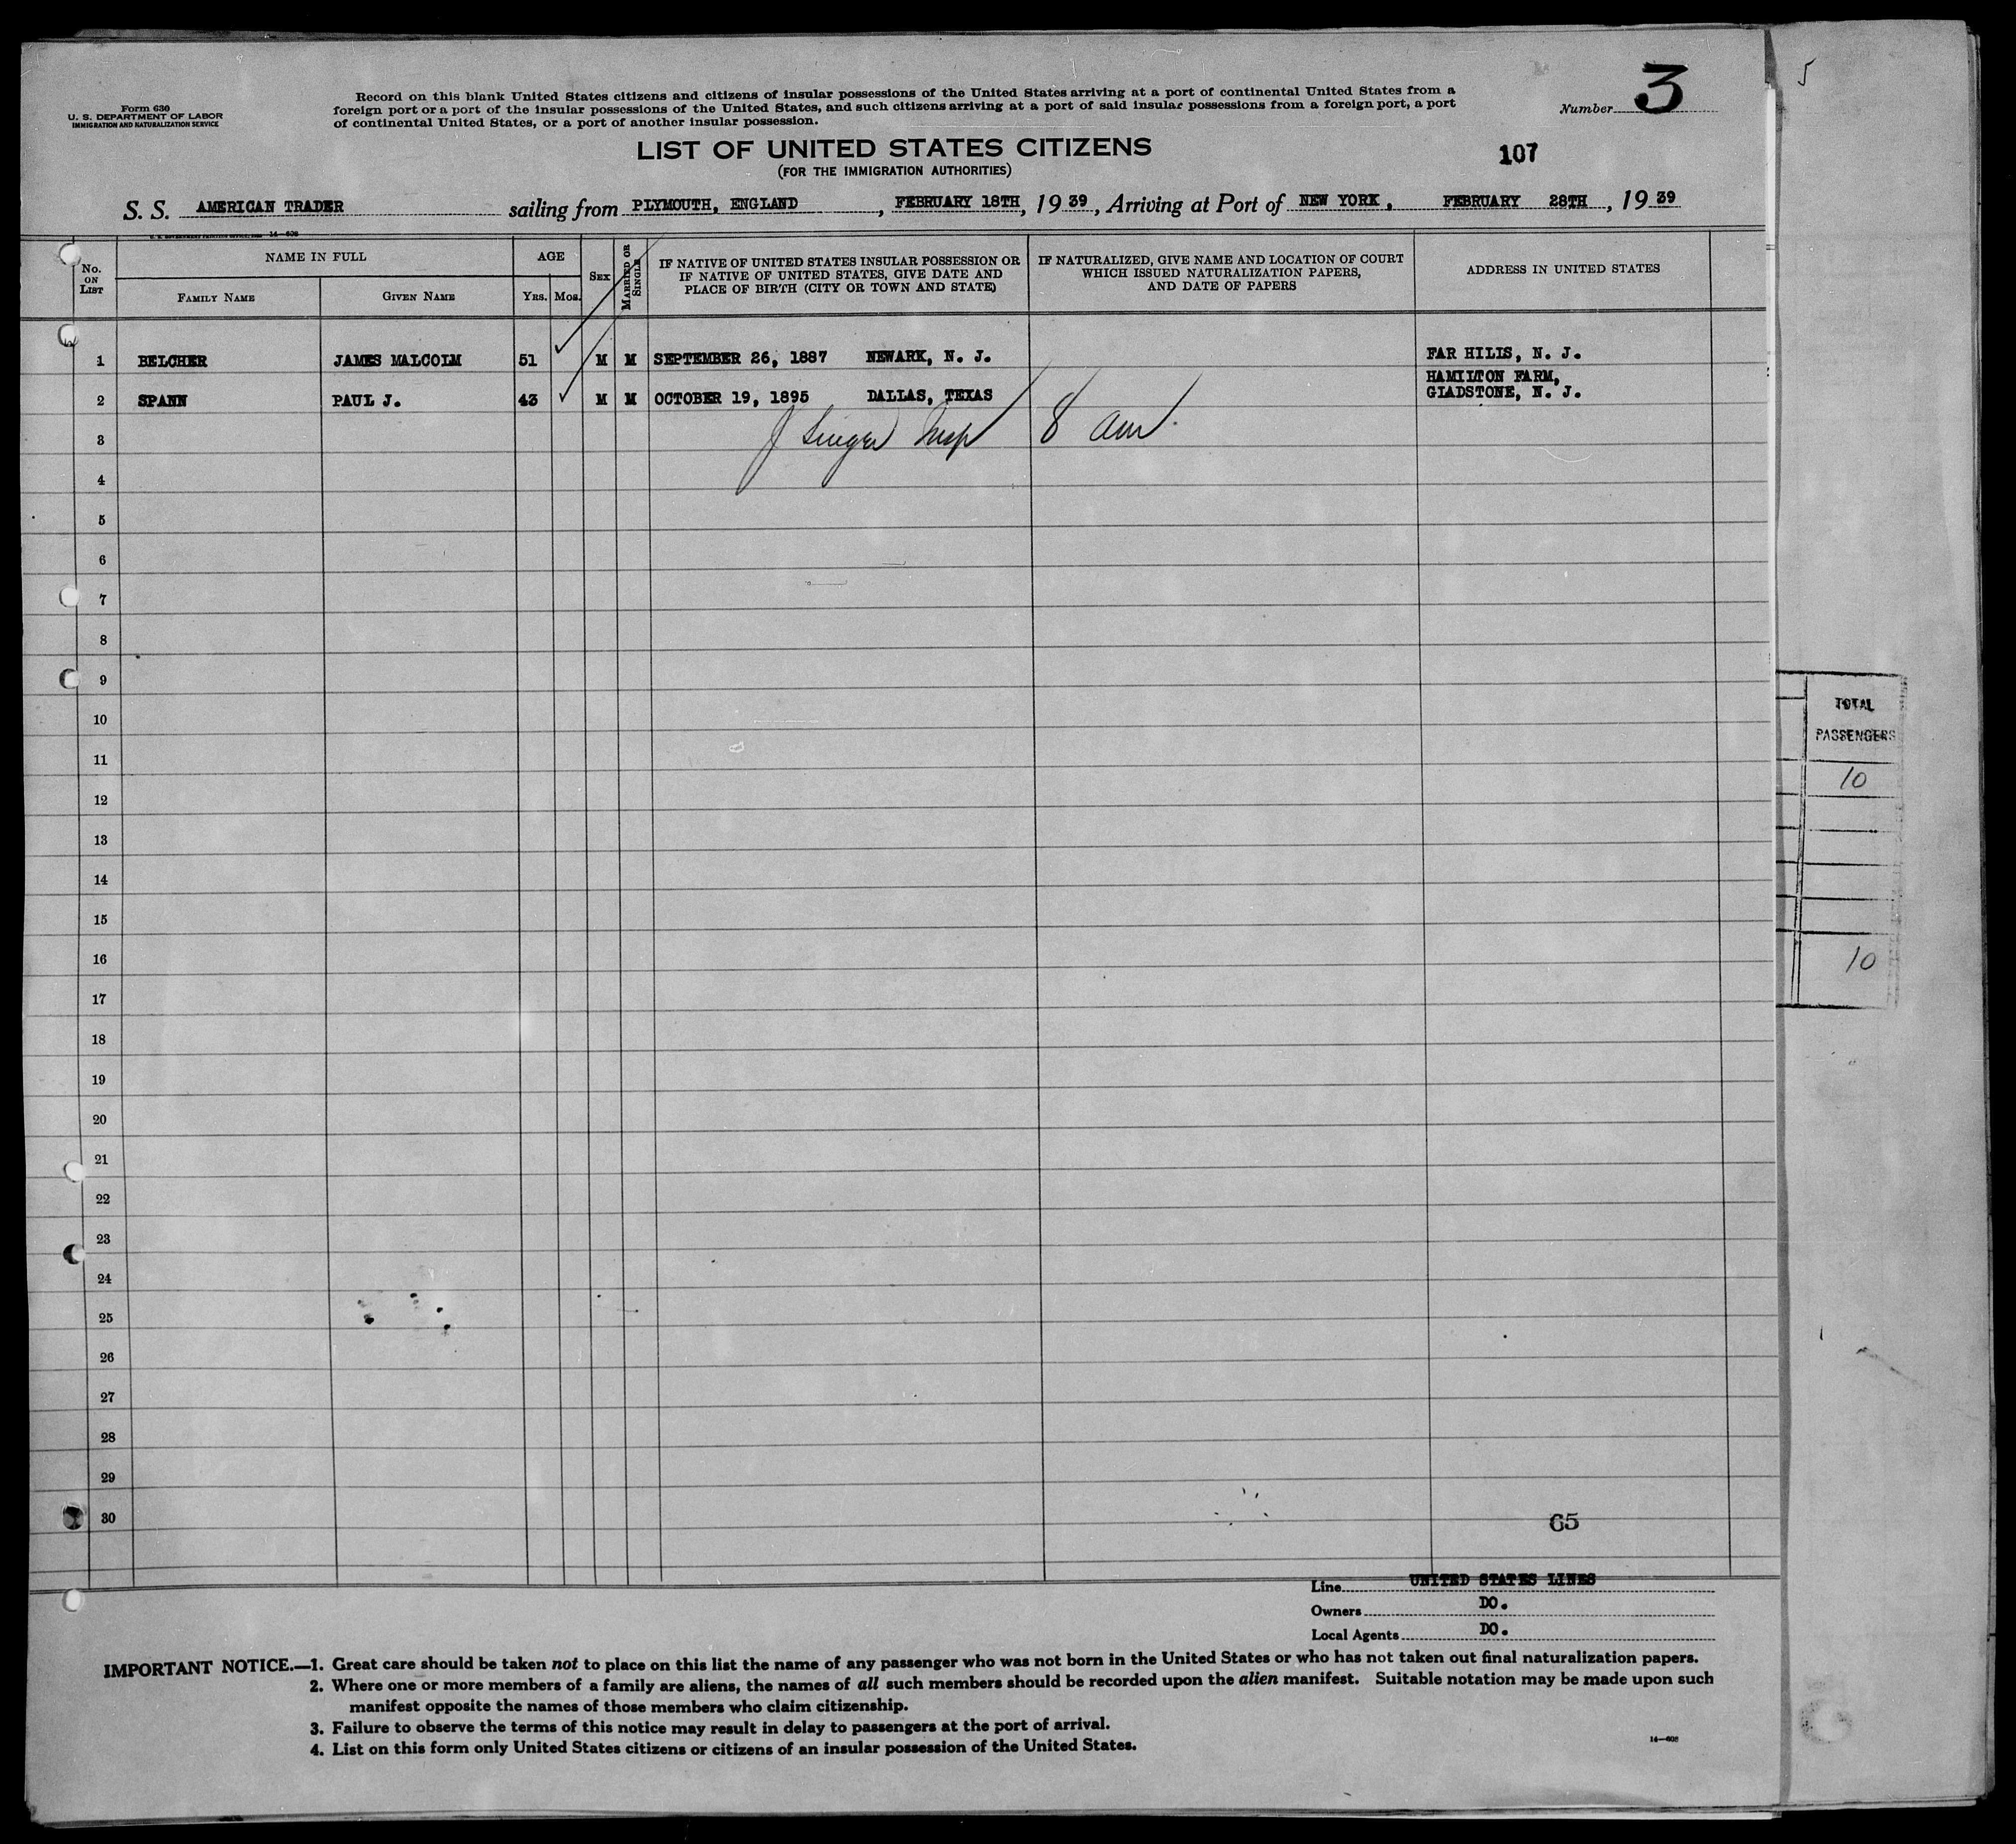 Form 630
U. S. DEPARTMENT OF LABOR
IMMIGRATION AND NATURALIZATION SERVICE
Record on this blank United States citizens and citizens of insular possessions of the United States arriving at a port of continental United States from a
foreign port or a port of the insular possessions of the United States, and such citizens arriving at a port of said insular possessions from a foreign port, a port
of continental United States, or a port of another insular possession.
Number 3
5
LIST OF UNITED STATES CITIZENS
(FOR THE IMMIGRATION AUTHORITIES)
107
S. S. AMERICAN TRADER sailing from PLYMOUTH, ENGLAND, FEBRUARY 18TH, 19 39, Arriving at Port of NEW YORK, FEBRUARY 28TH, 19 39
14-608
No. ON LIST
NAME IN FULL
FAMILY NAME
GIVEN NAME
AGE
YRS. MOS.
SEX
MARRIED OR SINGLE
IF NATIVE OF UNITED STATES INSULAR POSSESSION OR
IF NATIVE OF UNITED STATES, GIVE DATE AND
PLACE OF BIRTH (CITY OR TOWN AND STATE)
IF NATURALIZED, GIVE NAME AND LOCATION OF COURT
WHICH ISSUED NATURALIZATION PAPERS,
AND DATE OF PAPERS
ADDRESS IN UNITED STATES
1 BELCHER JAMES MALCOLM 51 M M SEPTEMBER 26, 1887 NEWARK, N. J. FAR HILLS, N. J.
2 SPANN PAUL J. 43 M M OCTOBER 19, 1895 DALLAS, TEXAS HAMILTON FARM,
GLADSTONE, N. J.
3 J Singer Insp 8 am
4
5
6
7
8
9
10
11
12
13
14
15
16
17
18
19
20
21
22
23
24
25
26
27
28
29
30
TOTAL
PASSENGERS
10
10
65
Line UNITED STATES LINES
Owners DO.
Local Agents DO.
IMPORTANT NOTICE.—1. Great care should be taken not to place on this list the name of any passenger who was not born in the United States or who has not taken out final naturalization papers.
2. Where one or more members of a family are aliens, the names of all such members should be recorded upon the alien manifest. Suitable notation may be made upon such
manifest opposite the names of those members who claim citizenship.
3. Failure to observe the terms of this notice may result in delay to passengers at the port of arrival.
4. List on this form only United States citizens or citizens of an insular possession of the United States.
14—608